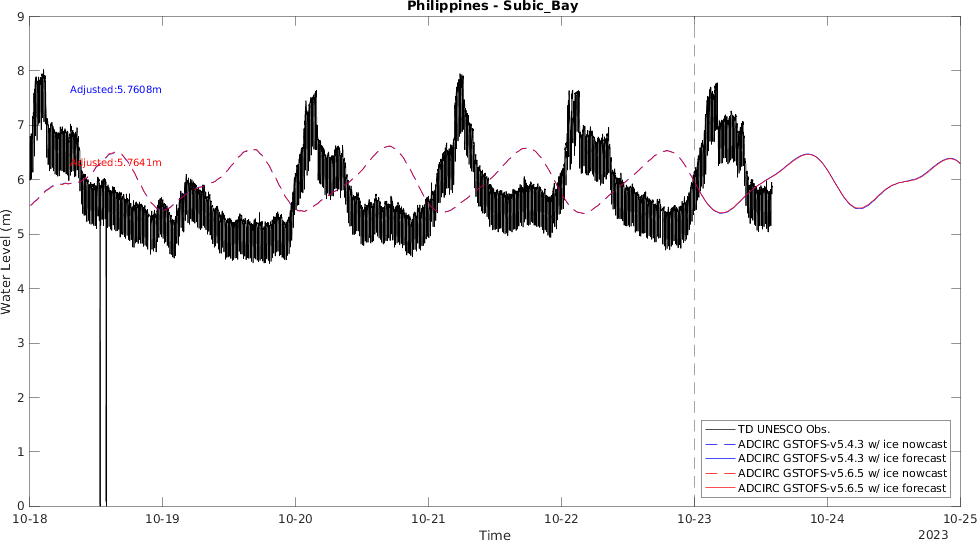 Philippines - Subic_Bay
9
8
7
6
5
4
3
2
1
0
Water Level (m)
Adjusted:5.7608m
Adjusted:5.7641m
TD UNESCO Obs.
ADCIRC GSTOFS-v5.4.3 w/ ice nowcast
ADCIRC GSTOFS-v5.4.3 w/ ice forecast
ADCIRC GSTOFS-v5.6.5 w/ ice nowcast
ADCIRC GSTOFS-v5.6.5 w/ ice forecast
10-18 10-19 10-20 10-21 10-22 10-23 10-24 10-25
Time
2023